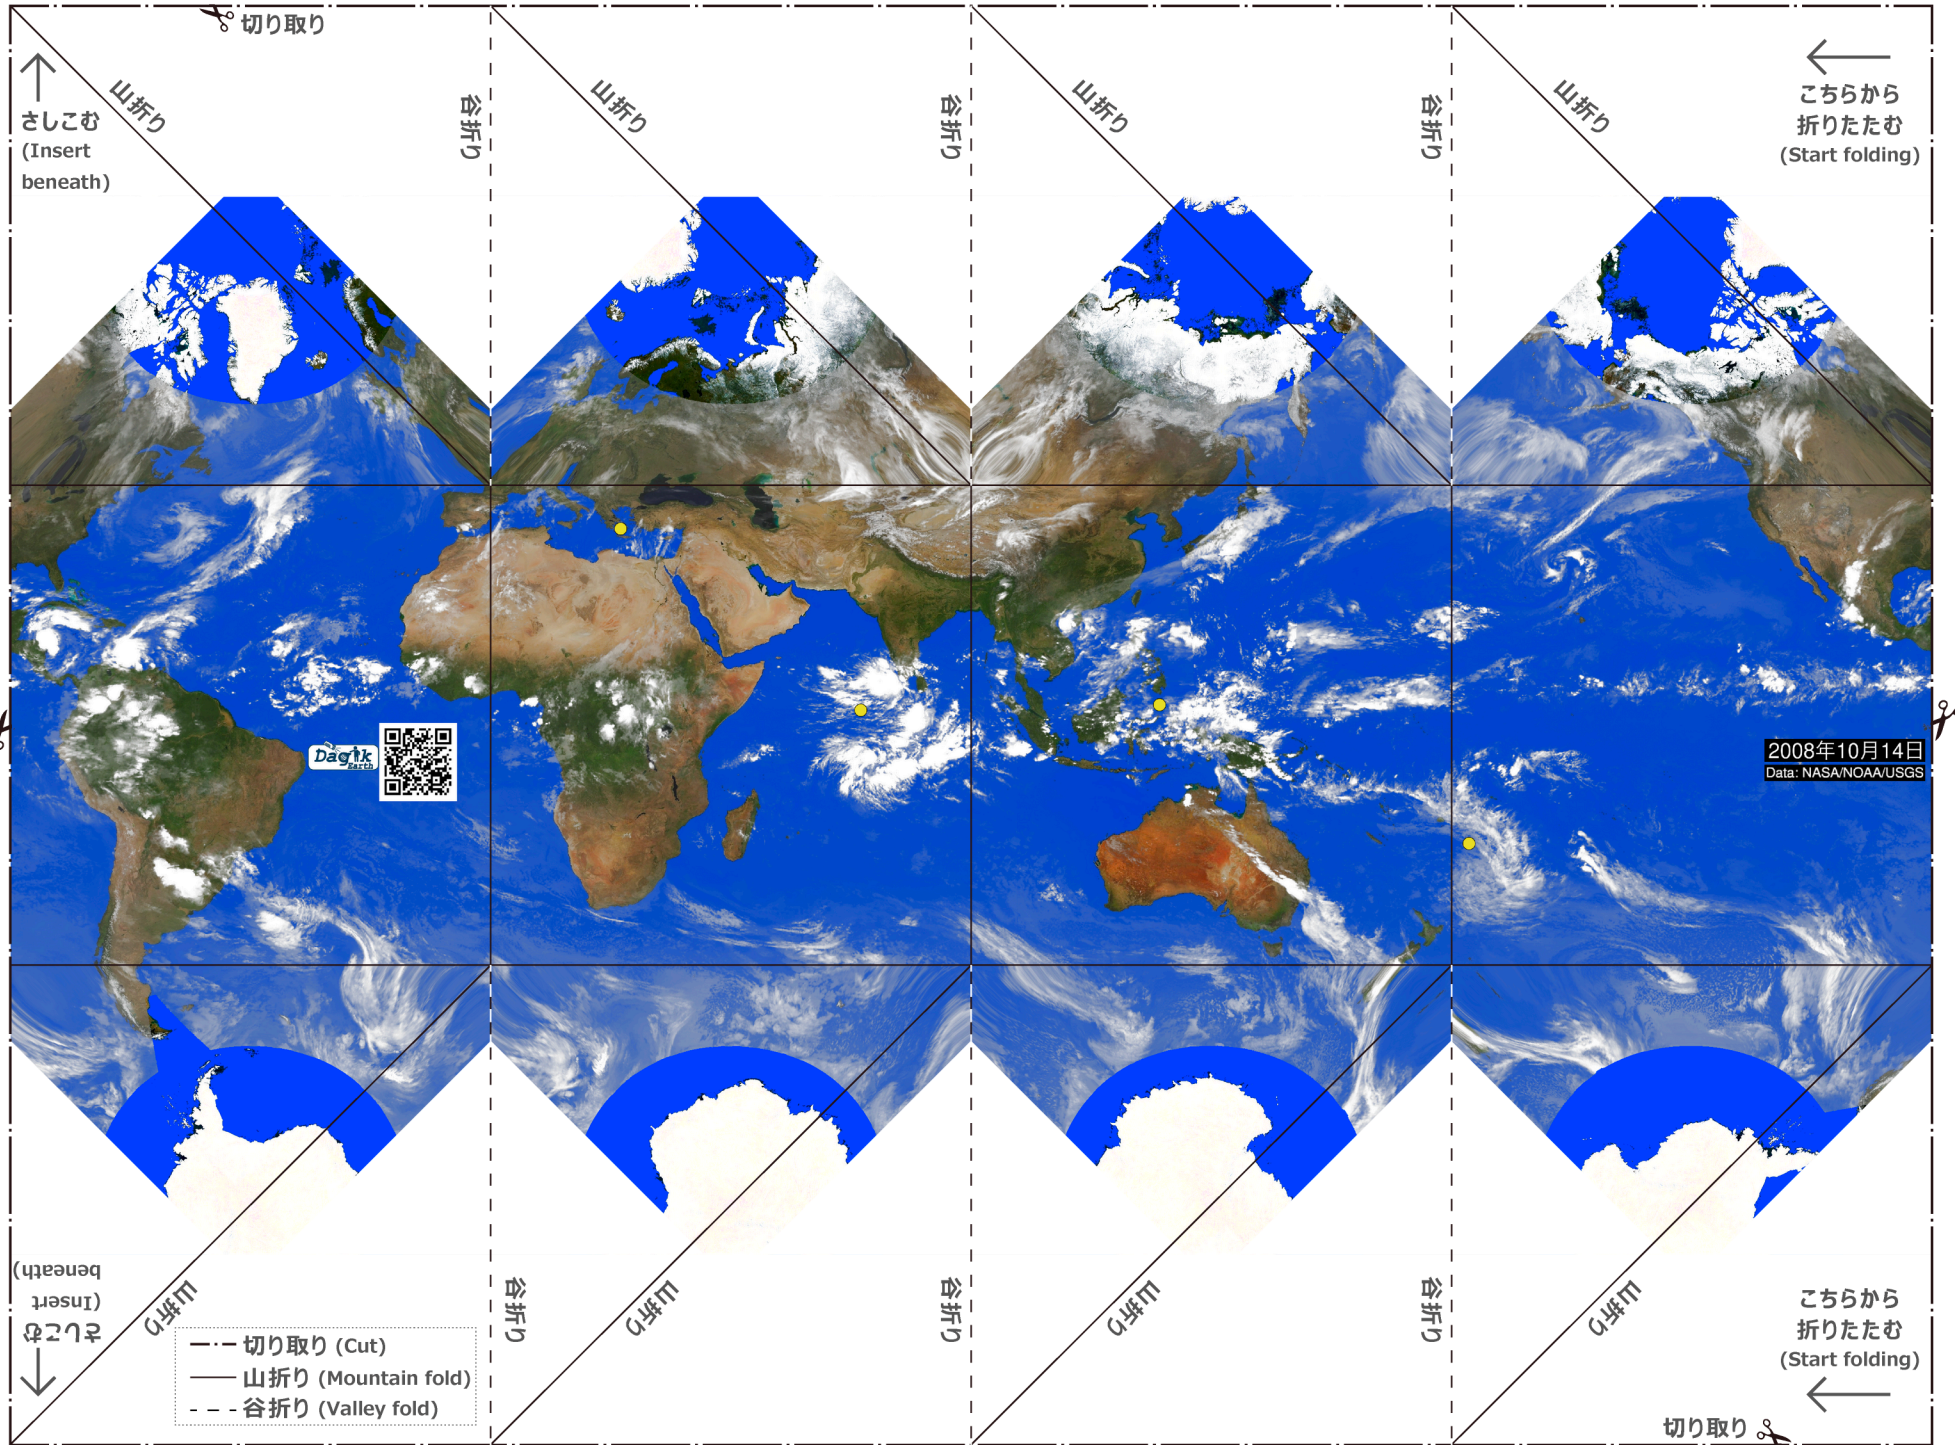 切り取り
さしこむ
(Insert
beneath)
山折り
谷折り
山折り
谷折り
山折り
谷折り
山折り
こちらから
折りたたむ
(Start folding)
Dagik
Earth
2008年10月14日
Data: NASA/NOAA/USGS
さしこむ
(Insert
beneath)
山折り
谷折り
山折り
谷折り
山折り
谷折り
山折り
こちらから
折りたたむ
(Start folding)
切り取り (Cut)
山折り (Mountain fold)
谷折り (Valley fold)
切り取り